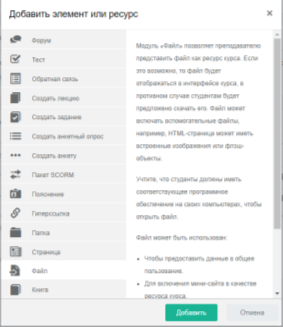 Добавить элемент или ресурс
×
Форум
Тест
Обратная связь
Создать лекцию
Создать задание
Создать анкетный опрос
Создать анкету
Пакет SCORM
Пояснение
Гиперссылка
Папка
Страница
Файл
Книга
Модуль «Файл» позволяет преподавателю
представить файл как ресурс курса. Если
это возможно, то файл будет
отображаться в интерфейсе курса, в
противном случае студентам будет
предложено скачать его. Файл может
включать вспомогательные файлы,
например, HTML-страница может иметь
встроенные изображения или флэш-
объекты.
Учтите, что студенты должны иметь
соответствующее программное
обеспечение на своих компьютерах, чтобы
открыть файл.
Файл может быть использован:
• Чтобы предоставить данные в общее
пользование.
• Для включения мини-сайта в качестве
ресурса курса.
Добавить
Отмена